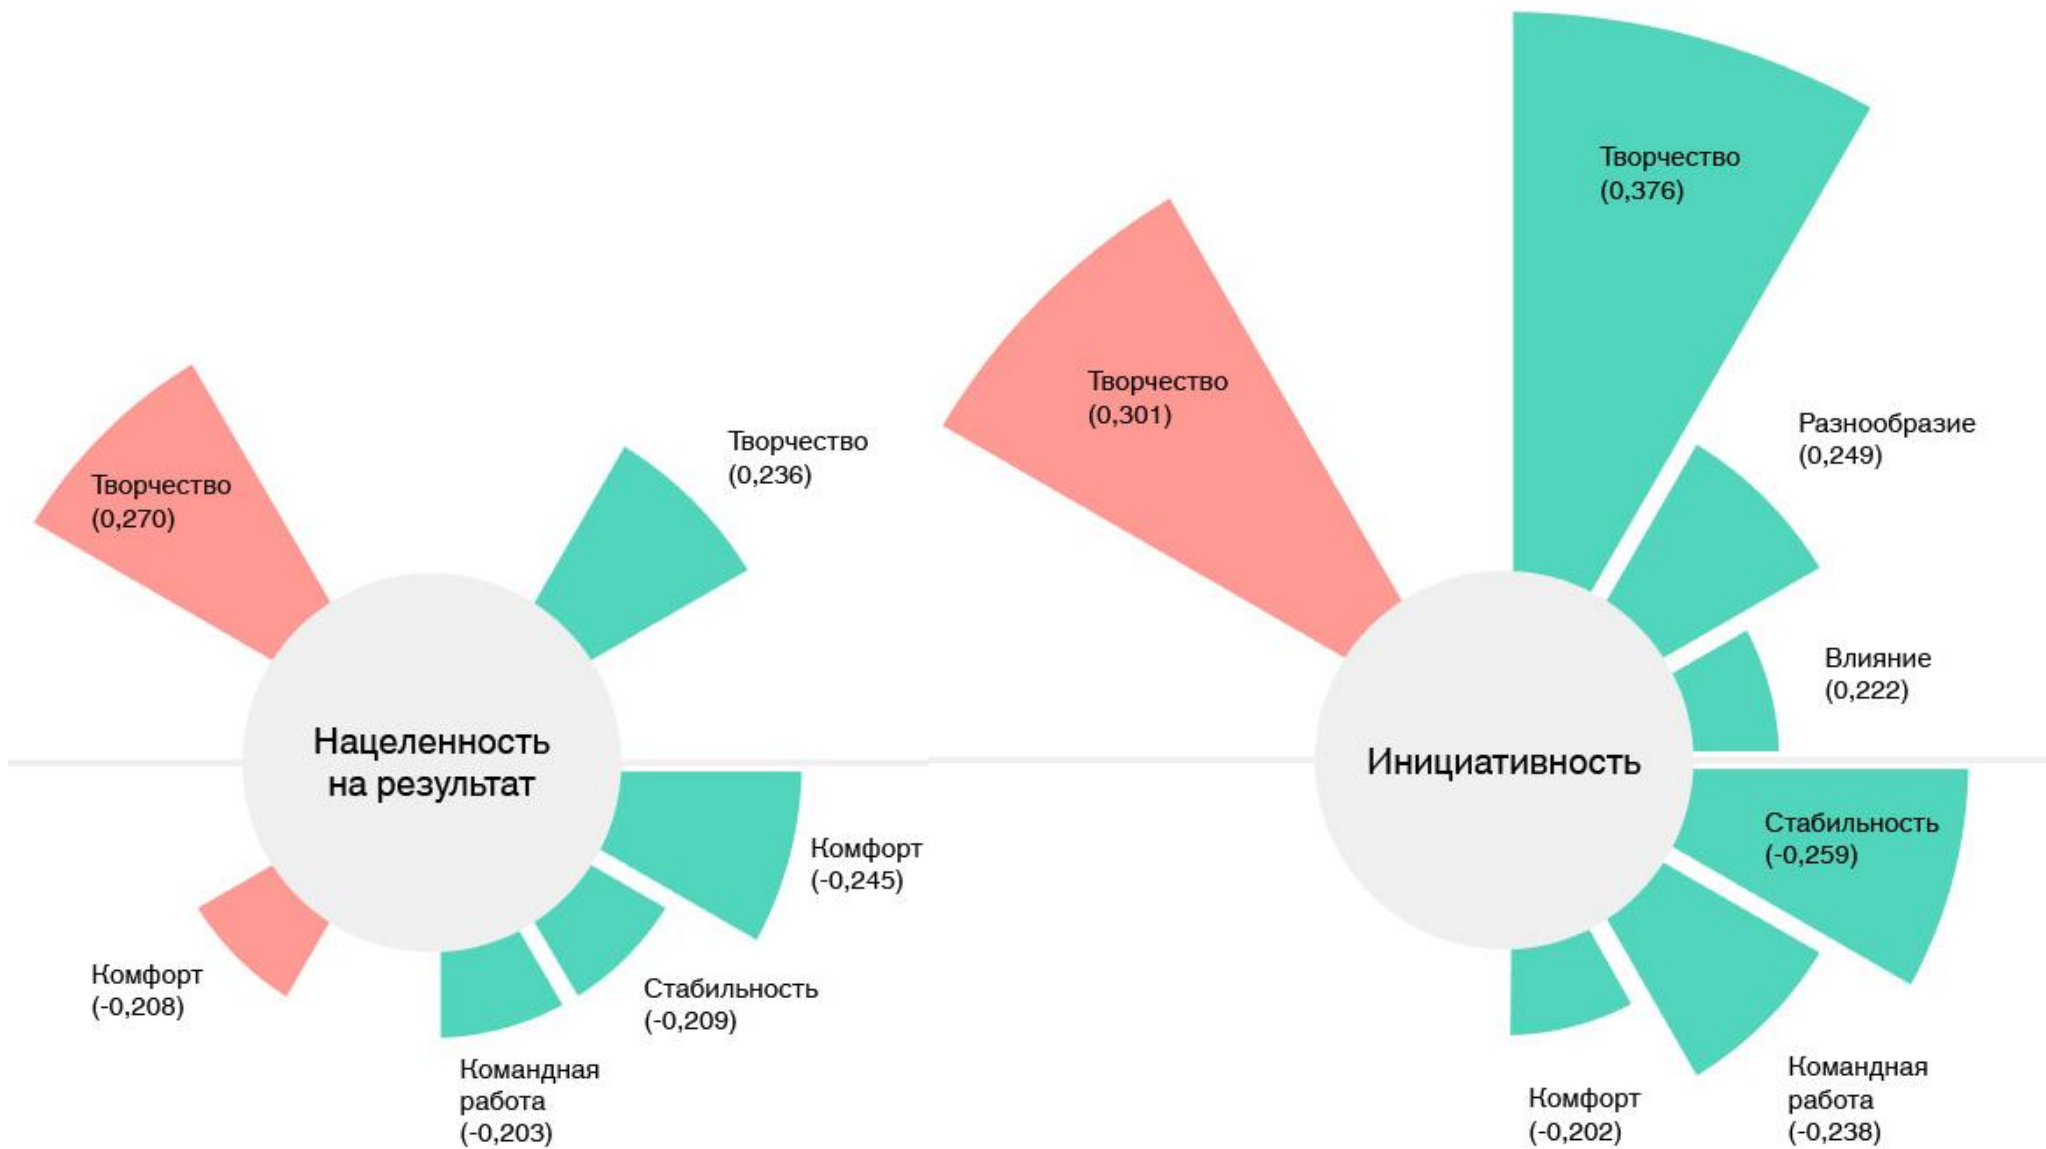 Творчество
(0,270)
Творчество
(0,236)
Нацеленность
на результат
Комфорт
(-0,245)
Комфорт
(-0,208)
Стабильность
(-0,209)
Командная
работа
(-0,203)
Творчество
(0,376)
Творчество
(0,301)
Разнообразие
(0,249)
Влияние
(0,222)
Инициативность
Стабильность
(-0,259)
Командная
работа
(-0,238)
Комфорт
(-0,202)